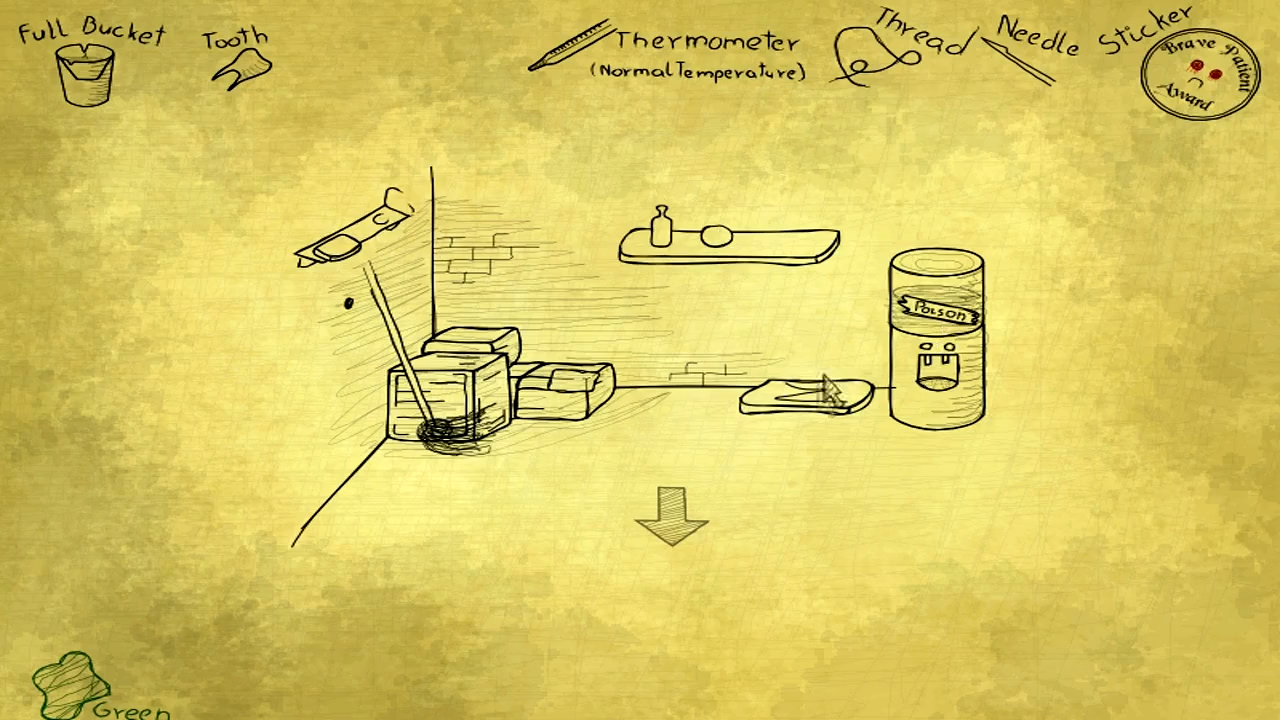 Full Bucket
Tooth
Thermometer
(Normal Temperature)
Thread
Needle
Sticker
Brave Patient
Award
Poison
Green